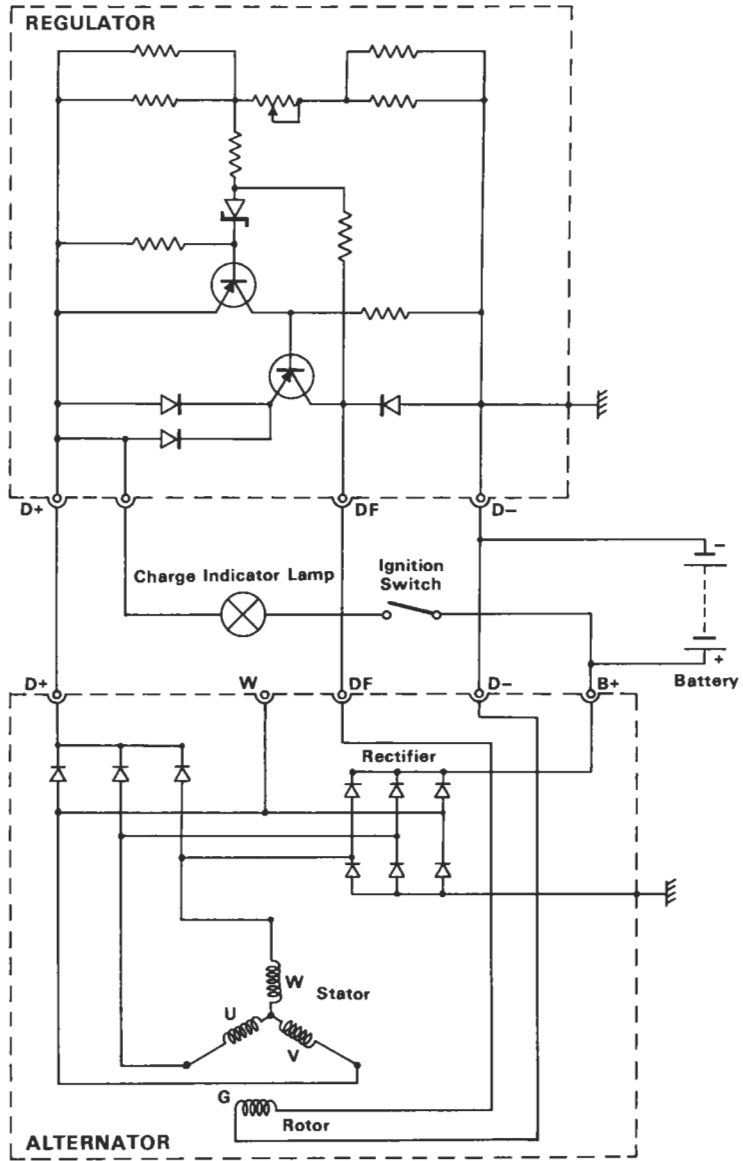 REGULATOR
D+
DF
D−
Charge Indicator Lamp
Ignition
Switch
−
+
Battery
D+
W
DF
D−
B+
Rectifier
W
Stator
U
V
G
Rotor
ALTERNATOR